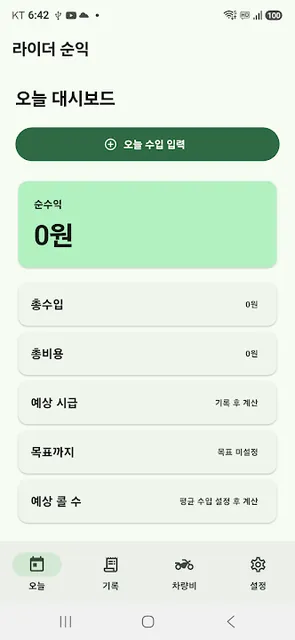 KT 6:42
100
라이더 순익
오늘 대시보드
오늘 수입 입력
순수익
0원
총수입 0원
총비용 0원
예상 시급 기록 후 계산
목표까지 목표 미설정
예상 콜 수 평균 수입 설정 후 계산
오늘 기록 차량비 설정